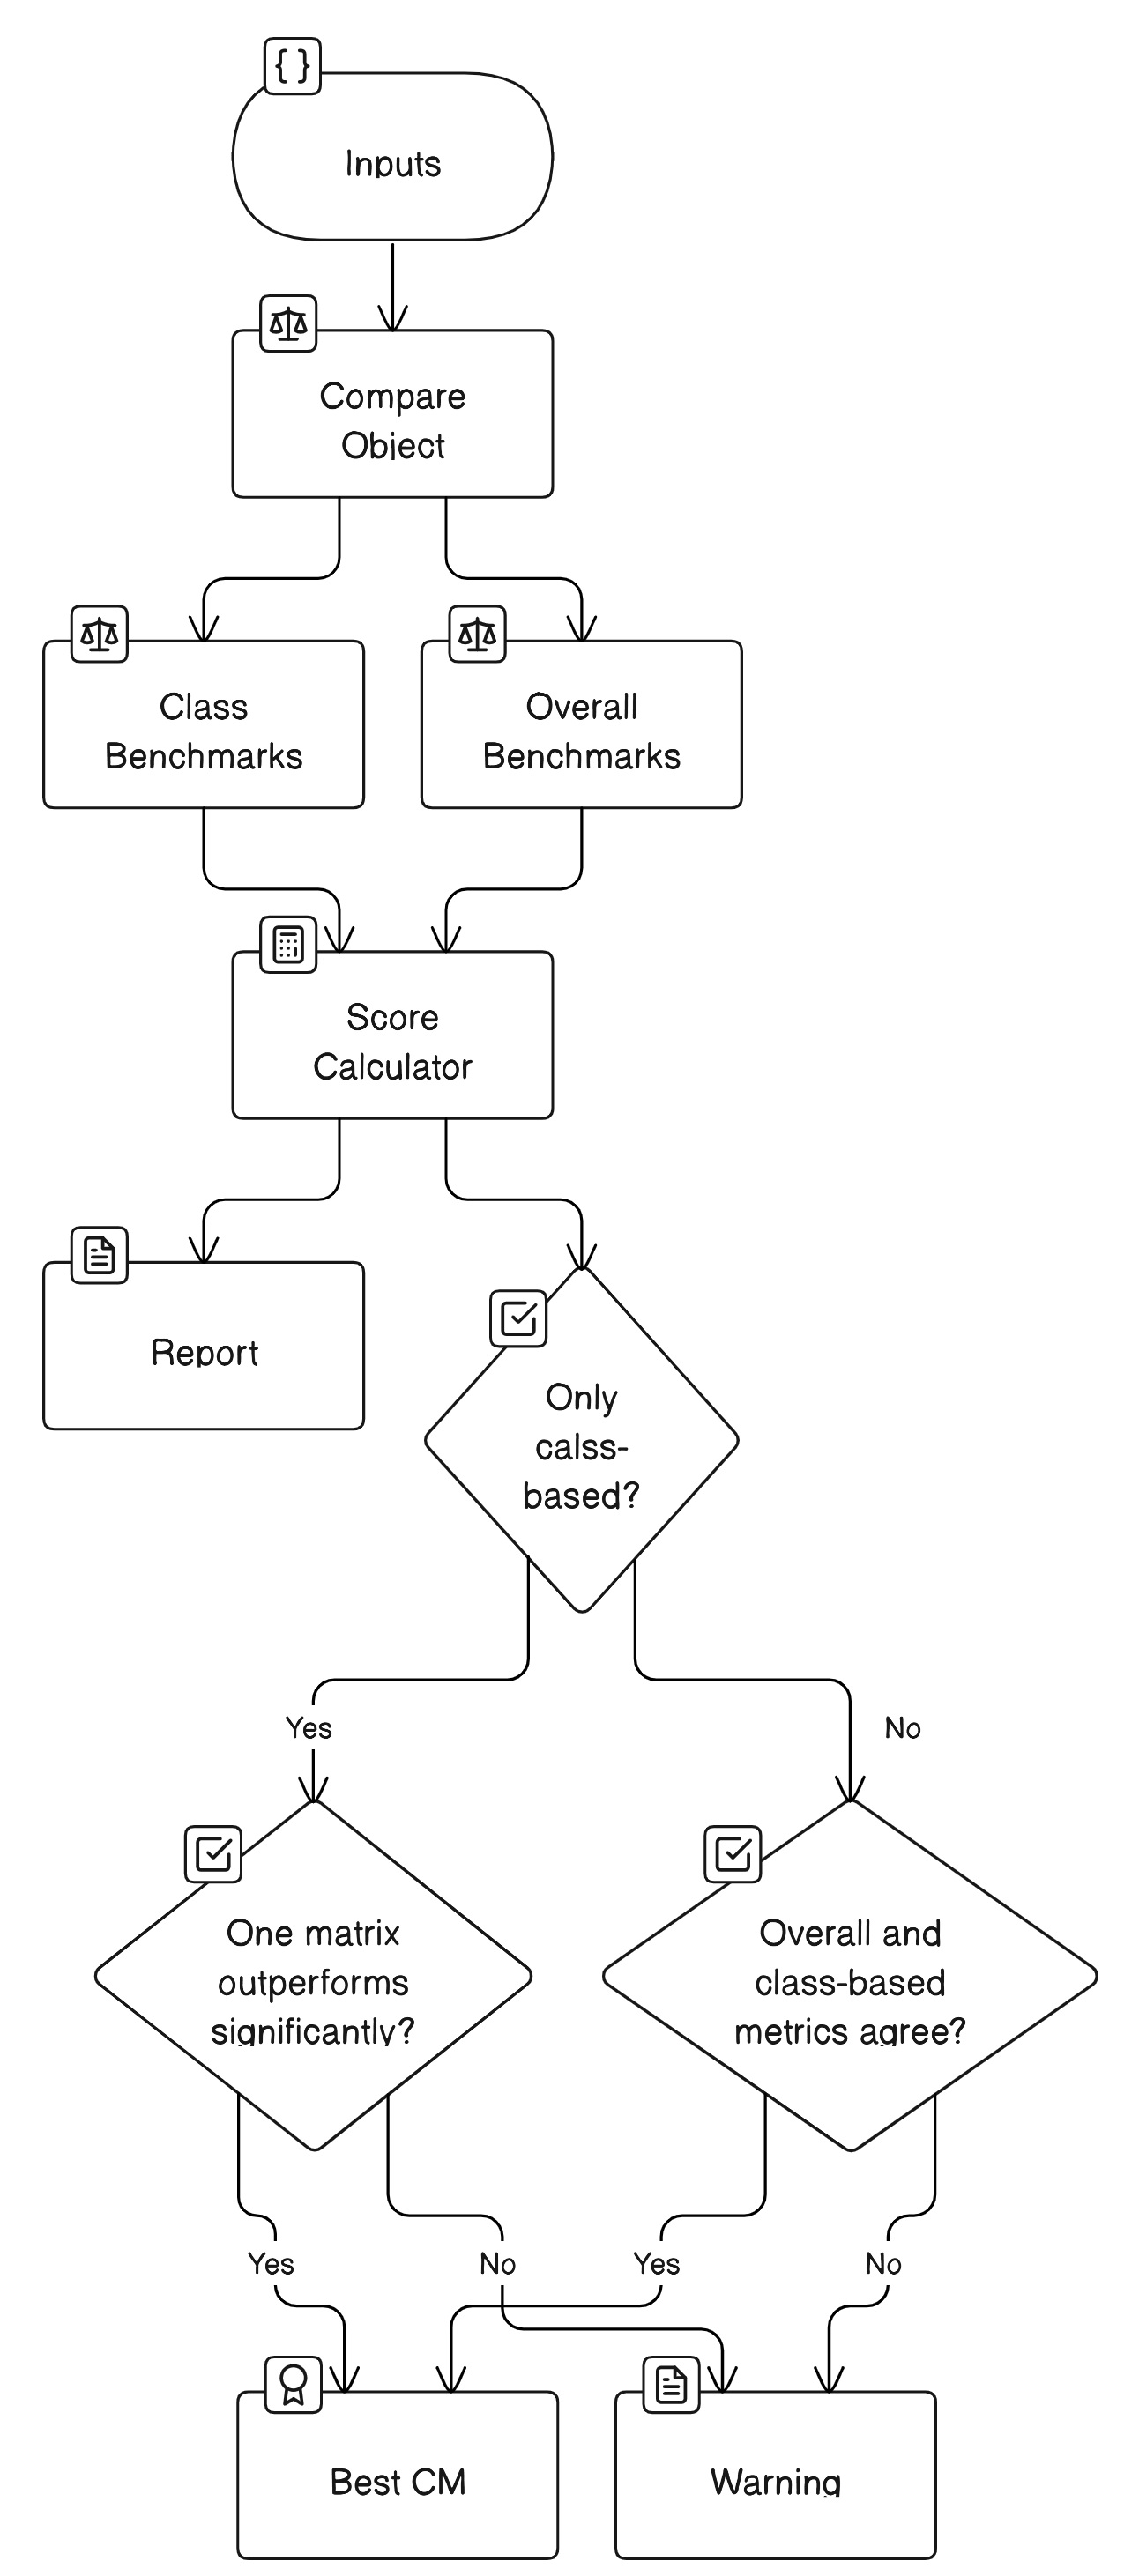 { }
Inputs
Compare
Object
Class
Benchmarks
Overall
Benchmarks
Score
Calculator
Report
Only
calss-
based?
Yes
No
One matrix
outperforms
significantly?
Overall and
class-based
metrics agree?
Yes
No
Yes
No
Best CM
Warning